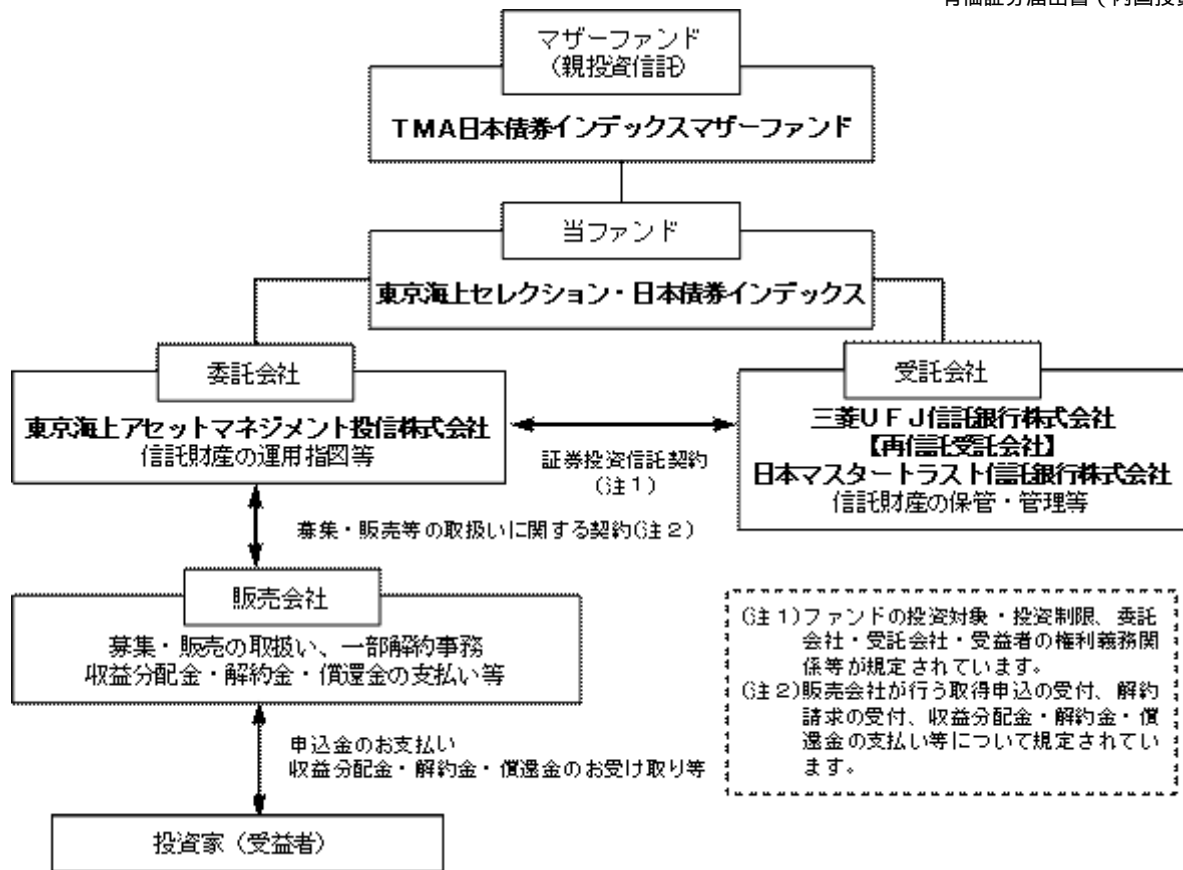 有価証券届出書（内国投資
マザーファンド
（親投資信託）
ＴＭＡ日本債券インデックスマザーファンド
当ファンド
東京海上セレクション・日本債券インデックス
委託会社
東京海上アセットマネジメント投信株式会社
信託財産の運用指図等
証券投資信託契約
（注１）
受託会社
三菱ＵＦＪ信託銀行株式会社
【再信託受託会社】
日本マスタートラスト信託銀行株式会社
信託財産の保管・管理等
募集・販売等の取扱いに関する契約（注２）
販売会社
募集・販売の取扱い、一部解約事務
収益分配金・解約金・償還金の支払い等
（注１）ファンドの投資対象・投資制限、委託
会社・受託会社・受益者の権利義務関
係等が規定されています。
（注２）販売会社が行う取得申込の受付、解約
請求の受付、収益分配金・解約金・償
還金の支払い等について規定されてい
ます。
申込金のお支払い
収益分配金・解約金・償還金のお受け取り等
投資家（受益者）